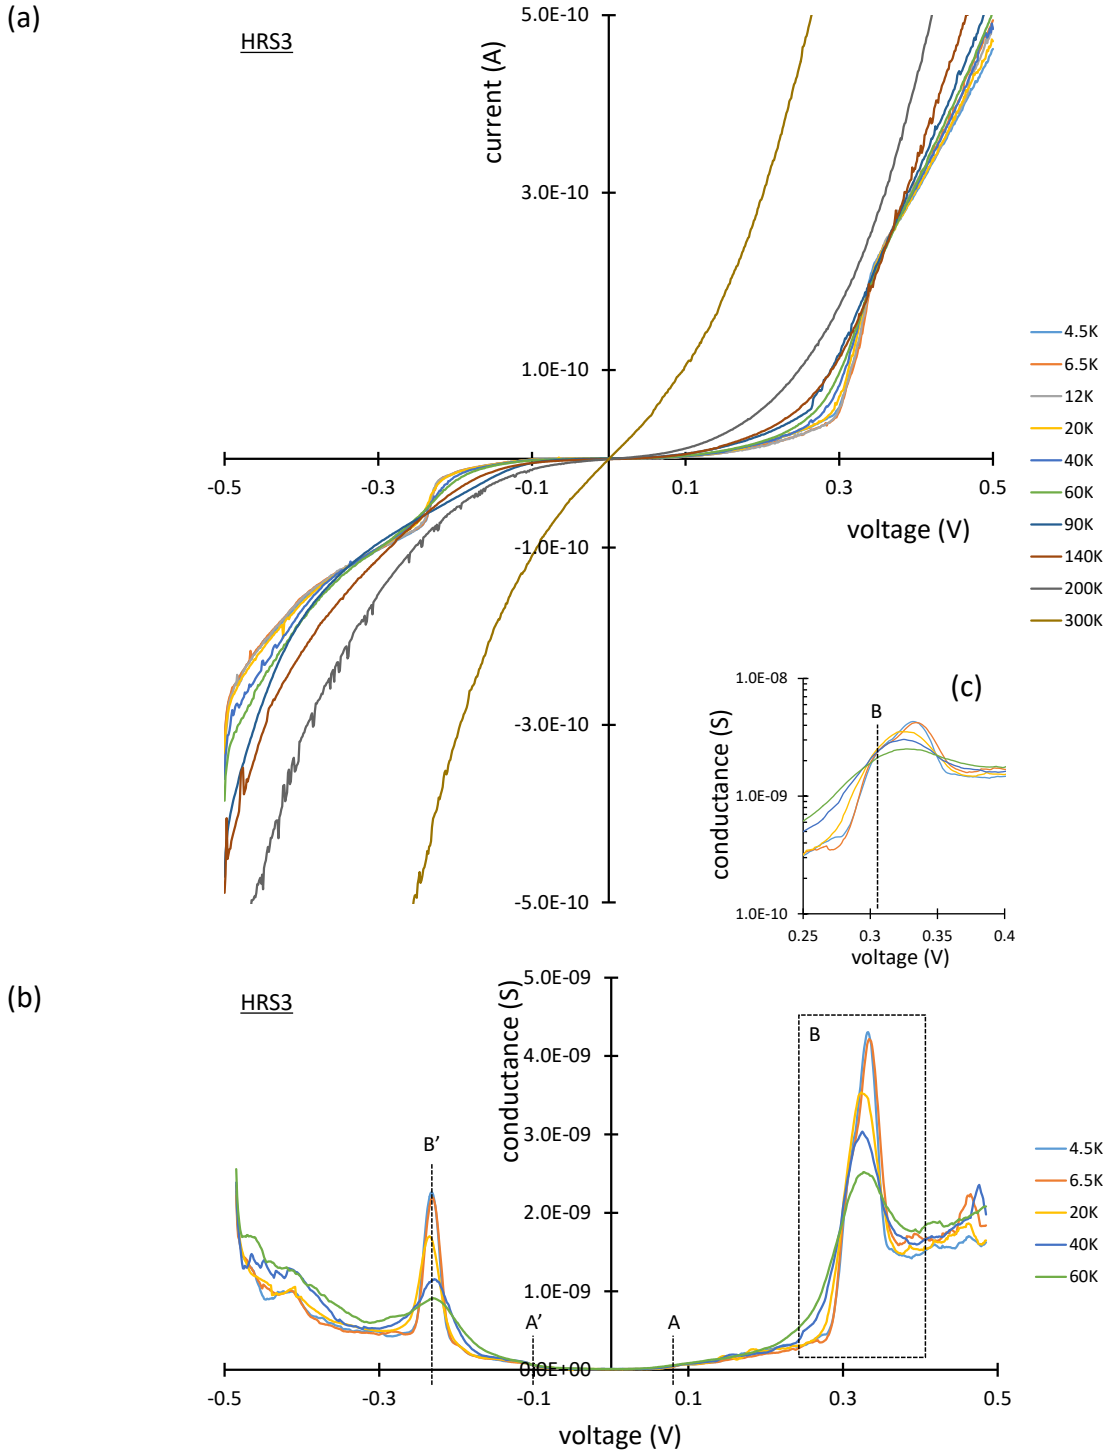 (a)
HRS3
current (A)
5.0E-10
3.0E-10
1.0E-10
-1.0E-10
-3.0E-10
-5.0E-10
-0.5
-0.3
-0.1
0.1
0.3
0.5
voltage (V)
4.5K
6.5K
12K
20K
40K
60K
90K
140K
200K
300K
(c)
B
conductance (S)
1.0E-08
1.0E-09
1.0E-10
0.25
0.3
0.35
0.4
voltage (V)
(b)
HRS3
conductance (S)
5.0E-09
4.0E-09
3.0E-09
2.0E-09
1.0E-09
0.0E+00
B
B’
A’
A
-0.5
-0.3
-0.1
0.1
0.3
0.5
voltage (V)
4.5K
6.5K
20K
40K
60K